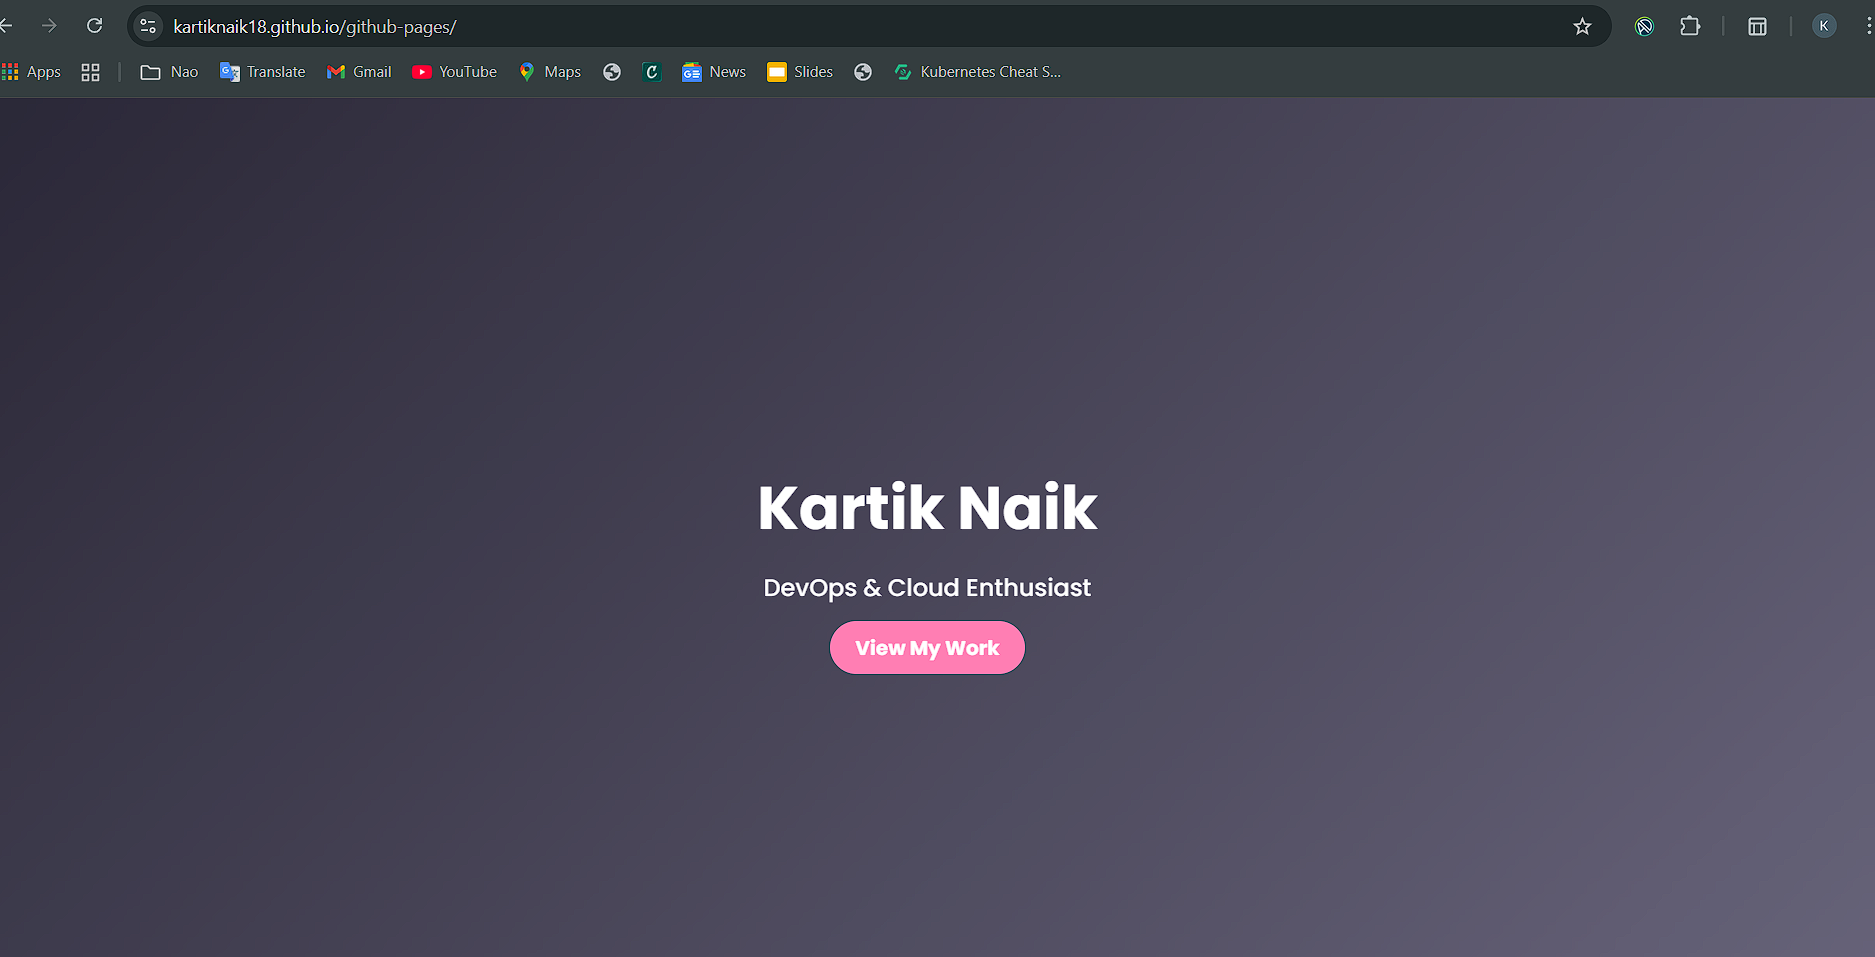 kartiknaik18.github.io/github-pages/
K
Apps
Nao
Translate
Gmail
YouTube
Maps
News
Slides
Kubernetes Cheat S...
Kartik Naik
DevOps & Cloud Enthusiast
View My Work